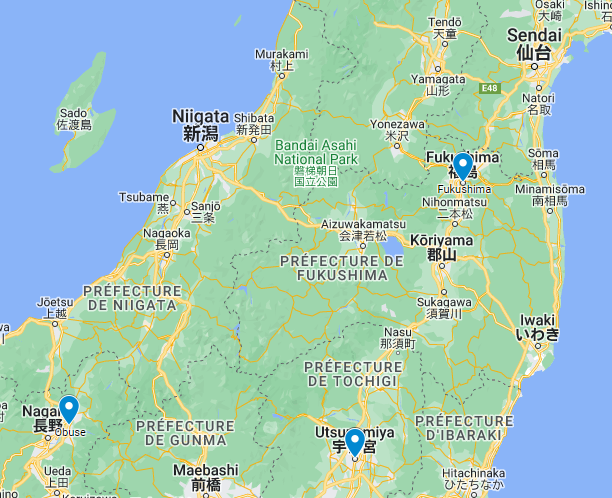 Osaki
大崎
Ishin
石
Tendō
天童
Sendai
仙台
Murakami
村上
Yamagata
山形
E48
Natori
名取
Sado
佐渡島
Niigata
新潟
Shibata
新発田
Yonezawa
米沢
Bandai Asahi
National Park
磐梯朝日
国立公園
Fukushima
Fukushima
Sōma
相馬
Minamisōma
南相馬
Tsubame
燕
Sanjō
三条
Nihonmatsu
二本松
Aizuwakamatsu
会津若松
Nagaoka
長岡
Kōriyama
郡山
PRÉFECTURE DE
FUKUSHIMA
PRÉFECTURE
DE NIIGATA
Jōetsu
上越
Sukagawa
須賀川
Iwaki
いわき
Nasu
那須町
PRÉFECTURE
DE TOCHIGI
Nagan
長野
Obuse
PRÉFECTURE
DE GUNMA
Utsunomiya
PRÉFECTURE
D'IBARAKI
Ueda
上田
Maebashi
前橋
Hitachinaka
ひたちなか